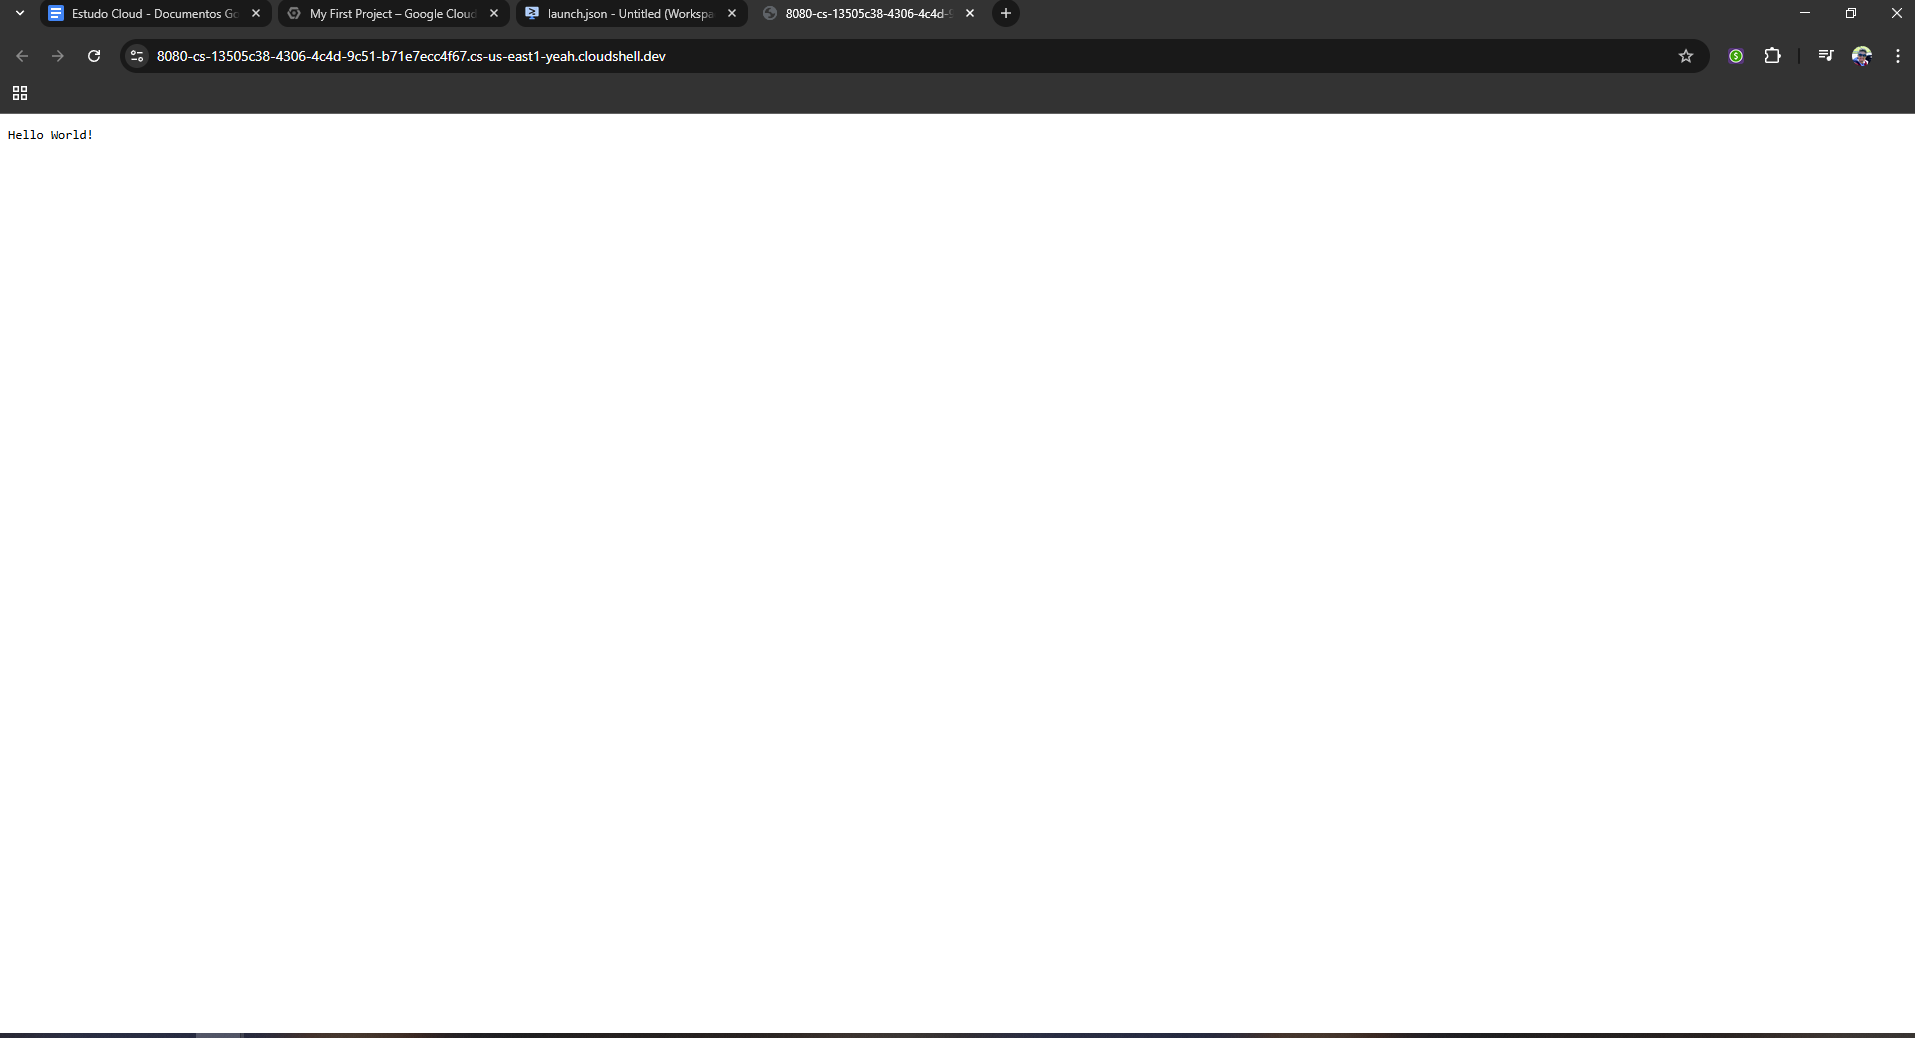 Estudo Cloud - Documentos Go
My First Project – Google Cloud
launch.json - Untitled (Workspa
8080-cs-13505c38-4306-4c4d-9
8080-cs-13505c38-4306-4c4d-9c51-b71e7ecc4f67.cs-us-east1-yeah.cloudshell.dev
Hello World!